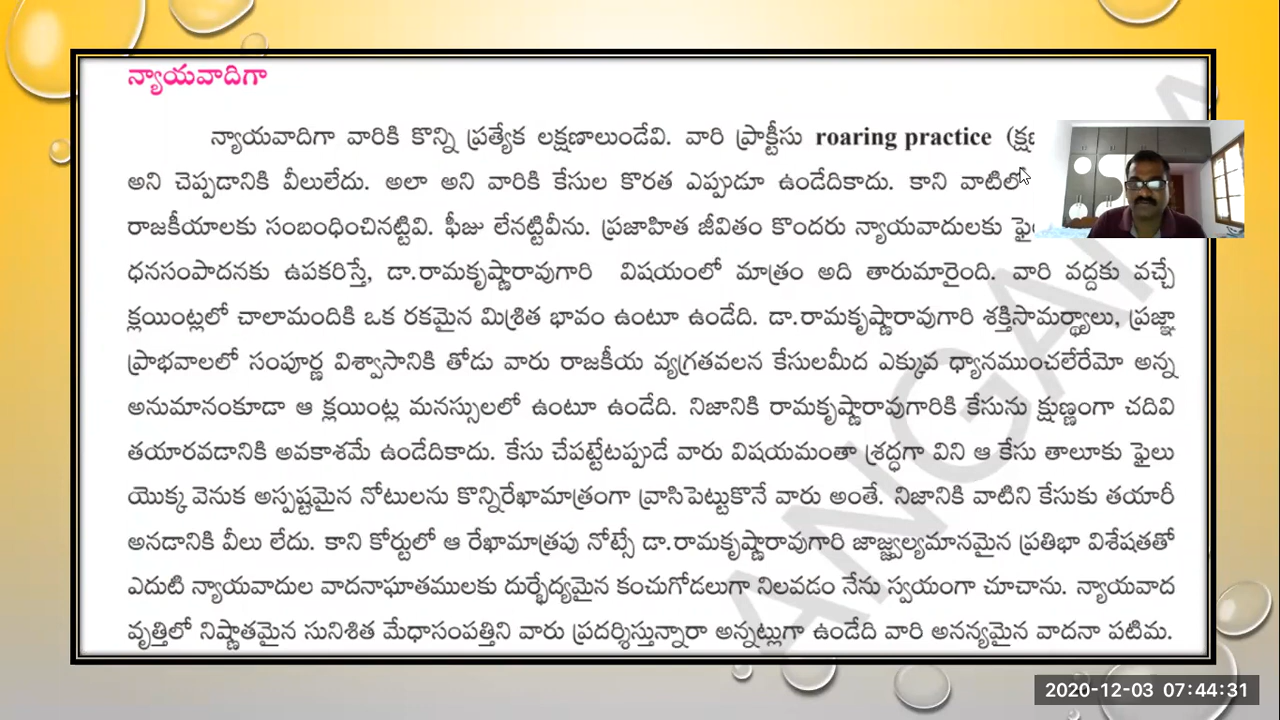 న్యాయవాదిగా
న్యాయవాదిగా వారికి కొన్ని ప్రత్యేక లక్షణాలుండేవి. వారి ప్రాక్టీసు roaring practice
అని చెప్పడానికి వీలులేదు. అలా అని వారికి కేసుల కొరత ఎప్పుడూ ఉండేదికాదు. కాని
రాజకీయాలకు సంబంధించినట్టివి. ఫీజు లేనట్టివీను. ప్రజాహిత జీవితం కొందరు న్యాయవాదులకు
ధనసంపాదనకు ఉపకరిస్తే, డా.రామకృష్ణారావుగారి విషయంలో మాత్రం అది తారుమారైంది. వారి వద్దకు వచ్చే
క్లయింట్లలో చాలామందికి ఒక రకమైన మిశ్రిత భావం ఉంటూ ఉండేది. డా.రామకృష్ణారావుగారి శక్తిసామర్థ్యాలు, ప్రజ్ఞా
ప్రాభవాలలో సంపూర్ణ విశ్వాసానికి తోడు వారు రాజకీయ వ్యగ్రతవలన కేసులమీద ఎక్కువ ధ్యానముంచలేరేమో అన్న
అనుమానంకూడా ఆ క్లయింట్ల మనస్సులలో ఉంటూ ఉండేది. నిజానికి రామకృష్ణారావుగారికి కేసును క్షుణ్ణంగా చదివి
తయారవడానికి అవకాశమే ఉండేదికాదు. కేసు చేపట్టేటప్పుడే వారు విషయమంతా శ్రద్ధగా విని ఆ కేసు తాలూకు ఫైలు
యొక్క వెనుక అస్పష్టమైన నోటులను కొన్నిరేఖామాత్రంగా వ్రాసిపెట్టుకొనే వారు అంతే. నిజానికి వాటిని కేసుకు తయారీ
అనడానికి వీలు లేదు. కాని కోర్టులో ఆ రేఖామాత్రపు నోట్సే డా.రామకృష్ణారావుగారి జాజ్జ్వల్యమానమైన ప్రతిభా విశేషతతో
ఎదుటి న్యాయవాదుల వాదనాఘాతములకు దుర్భేద్యమైన కంచుగోడలుగా నిలవడం నేను స్వయంగా చూచాను. న్యాయవాద
వృత్తిలో నిష్ణాతమైన సునిశిత మేధాసంపత్తిని వారు ప్రదర్శిస్తున్నారా అన్నట్లుగా ఉండేది వారి అనన్యమైన వాదనా పటిమ.
2020-12-03 07:44:31